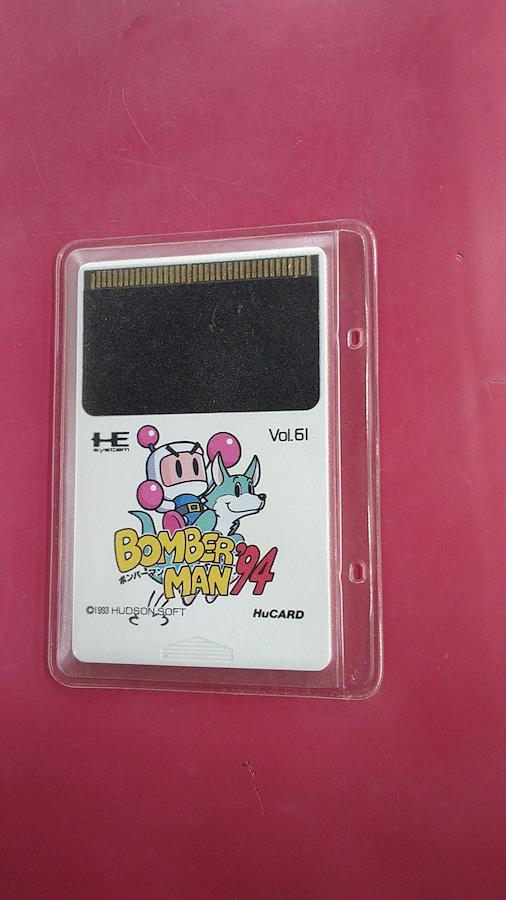 HE
system
Vol.61
BOMBER
ボンバーマン
MAN '94
©1993 HUDSON SOFT
HuCARD